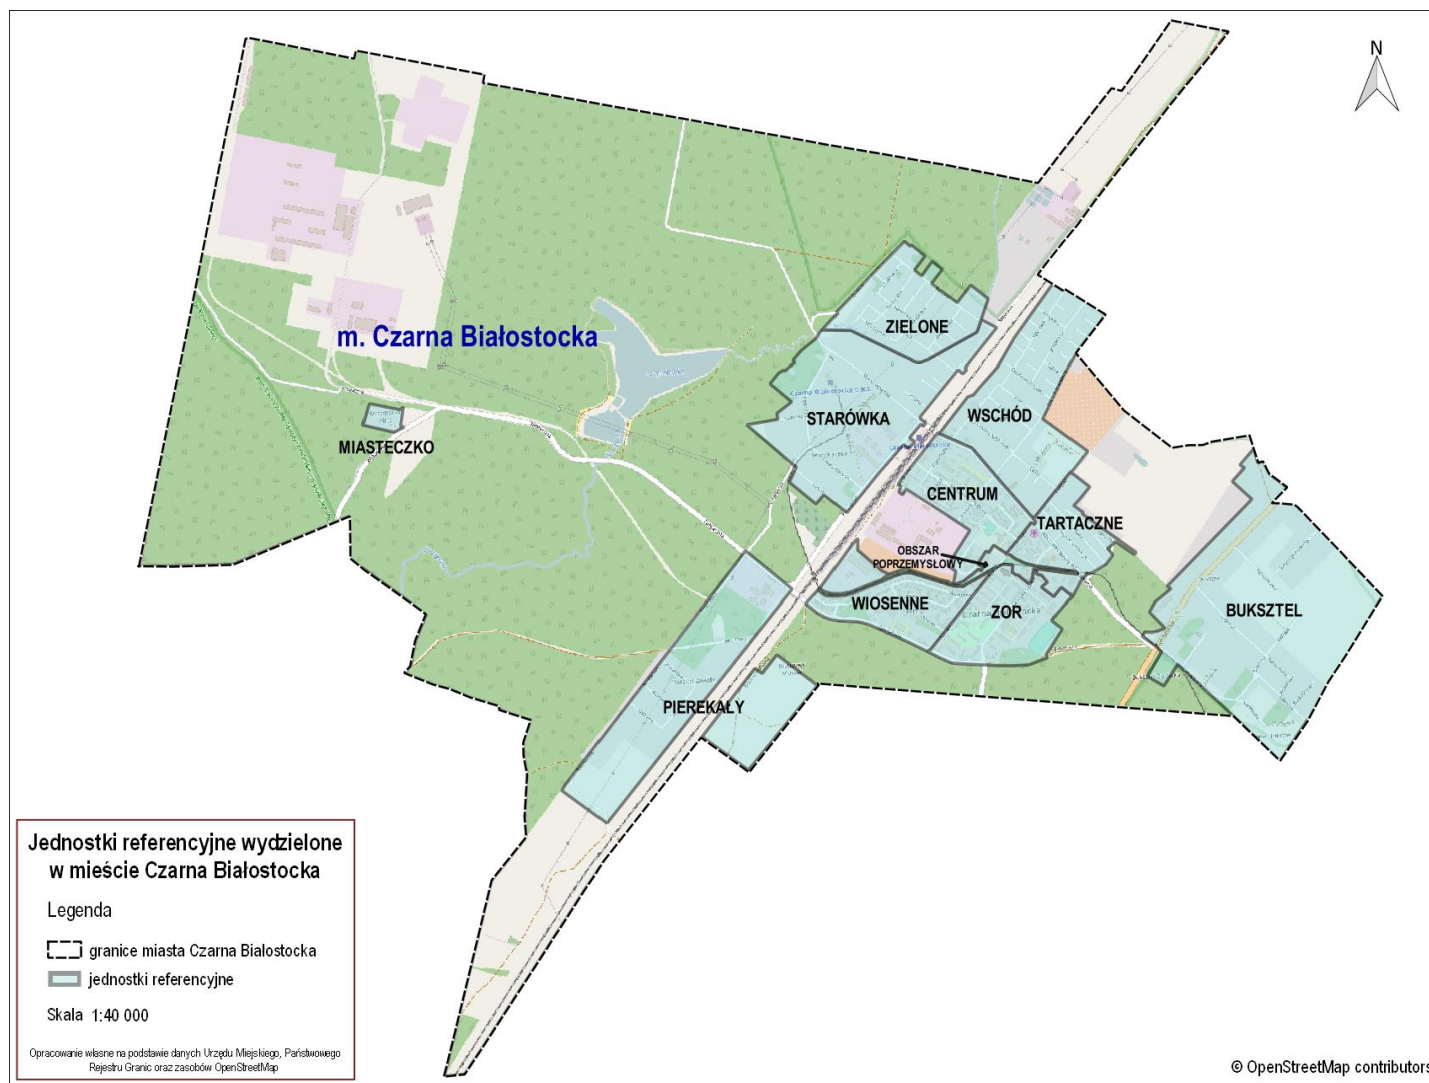 N
m. Czarna Białostocka
ZIELONE
STARÓWKA
WSCHÓD
MIASTECZKO
CENTRUM
TARTACZNE
OBSZAR
POPRZEMYSŁOWY
WIOSENNE
ZOR
BUKSZTEL
PIEREKAŁY
Jednostki referencyjne wydzielone
w mieście Czarna Białostocka
Legenda
granice miasta Czarna Białostocka
jednostki referencyjne
Skala 1:40 000
Opracowanie własne na podstawie danych Urzędu Miejskiego, Państwowego
Rejestru Granic oraz zasobów OpenStreetMap
© OpenStreetMap contributors